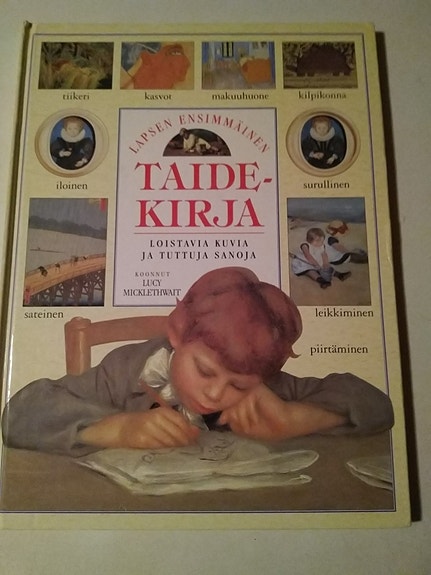 tiikeri kasvot makuuhuone kilpikonna
LAPSEN ENSIMMÄINEN
iloinen
surullinen
TAIDE-
KIRJA
LOISTAVIA KUVIA
JA TUTTUJA SANOJA
KOONNUT
LUCY
MICKLETHWAIT
sateinen
leikkiminen
piirtäminen